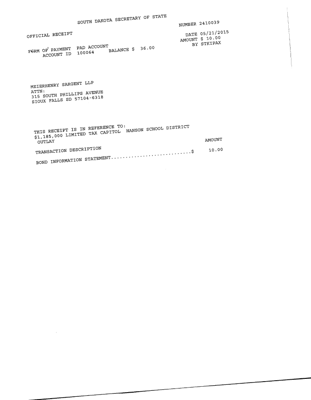 SOUTH DAKOTA SECRETARY OF STATE
OFFICIAL RECEIPT
NUMBER 2410039
DATE 05/21/2015
FORM OF PAYMENT PAD ACCOUNT
AMOUNT $ 10.00
ACCOUNT ID 100064 BALANCE $ 36.00
BY STEIPAX
MEIERHENRY SARGENT LLP
ATTN:
315 SOUTH PHILLIPS AVENUE
SIOUX FALLS SD 57104-6318
THIS RECEIPT IS IN REFERENCE TO:
$1,185,000 LIMITED TAX CAPITOL HANSON SCHOOL DISTRICT
OUTLAY
TRANSACTION DESCRIPTION AMOUNT
BOND INFORMATION STATEMENT...........................$ 10.00